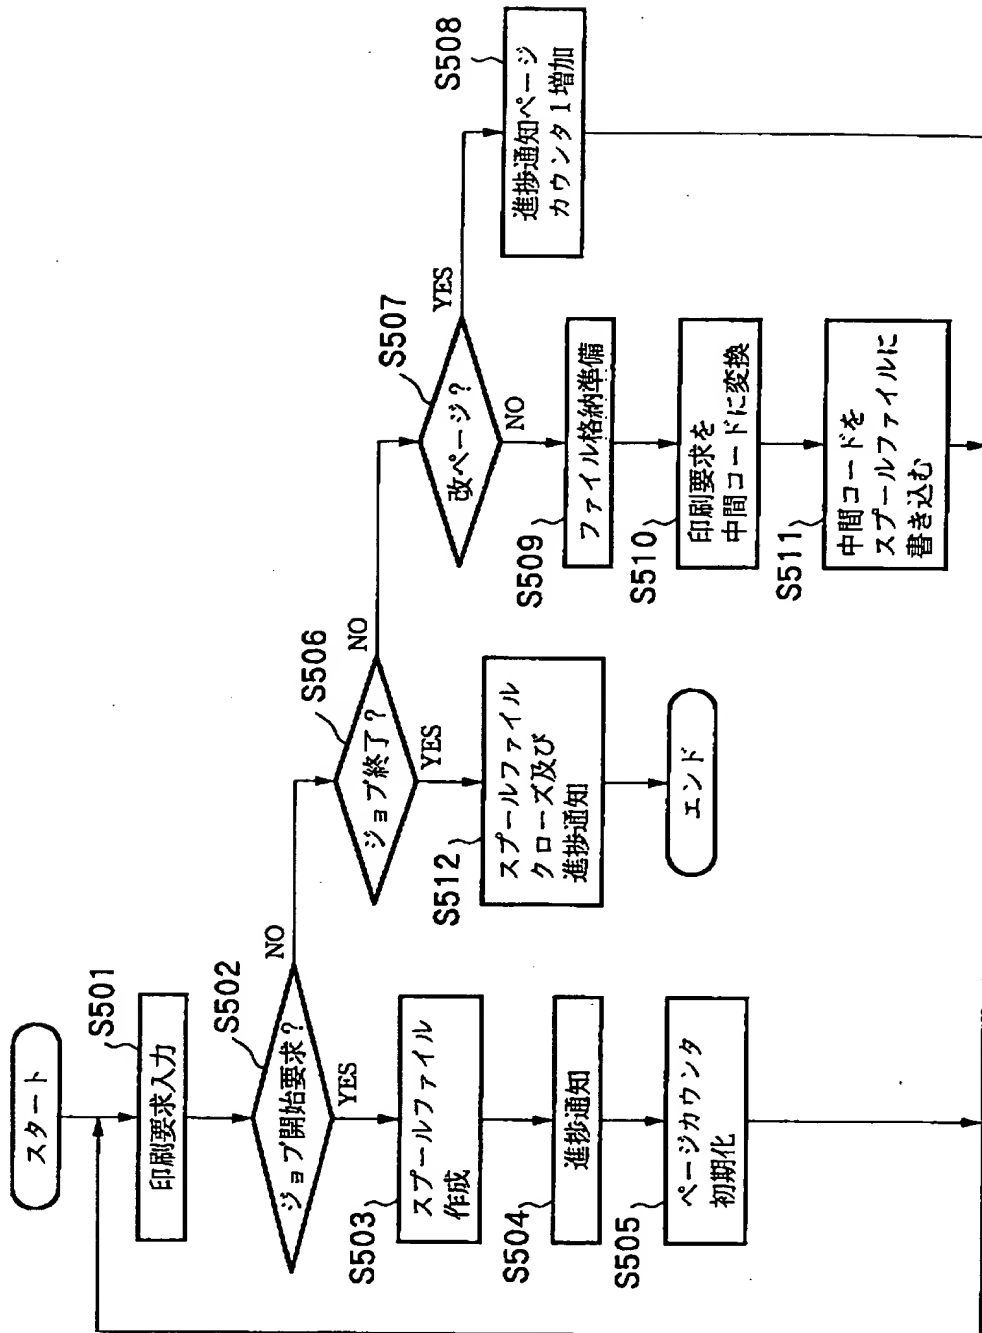 スタート
S501
印刷要求入力
S502
ジョブ開始要求?
YES
NO
S503
スプールファイル
作成
S504
進捗通知
S505
ページカウンタ
初期化
S506
ジョブ終了?
YES
NO
S512
スプールファイル
クローズ及び
進捗通知
エンド
S507
改ページ?
YES
NO
S508
進捗通知ページ
カウンタ1増加
S509
ファイル格納準備
S510
印刷要求を
中間コードに変換
S511
中間コードを
スプールファイルに
書き込む